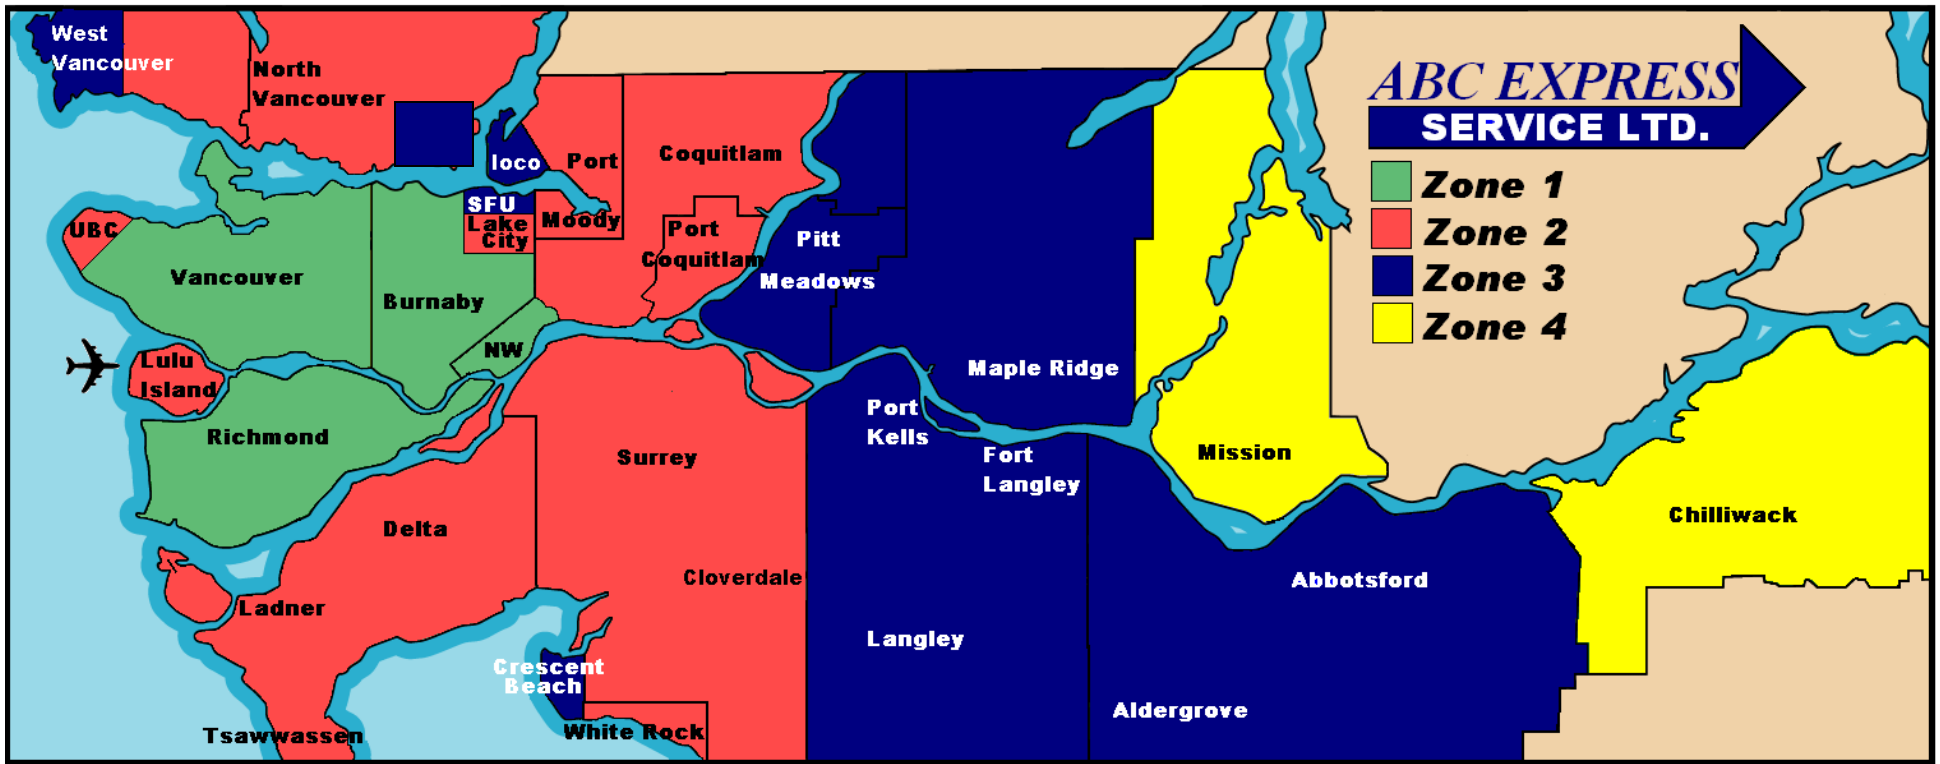 West
Vancouver
North
Vancouver
Ioco
Port
Moody
Coquitlam
SFU
Lake
City
UBC
Port
Coquitlam
Pitt
Meadows
Vancouver
Burnaby
NW
Lulu
Island
Richmond
Maple Ridge
Port
Kells
Fort
Langley
Surrey
Mission
Delta
Chilliwack
Cloverdale
Abbotsford
Ladner
Langley
Crescent
Beach
Aldergrove
Tsawwassen
White Rock
ABC EXPRESS
SERVICE LTD.
Zone 1
Zone 2
Zone 3
Zone 4